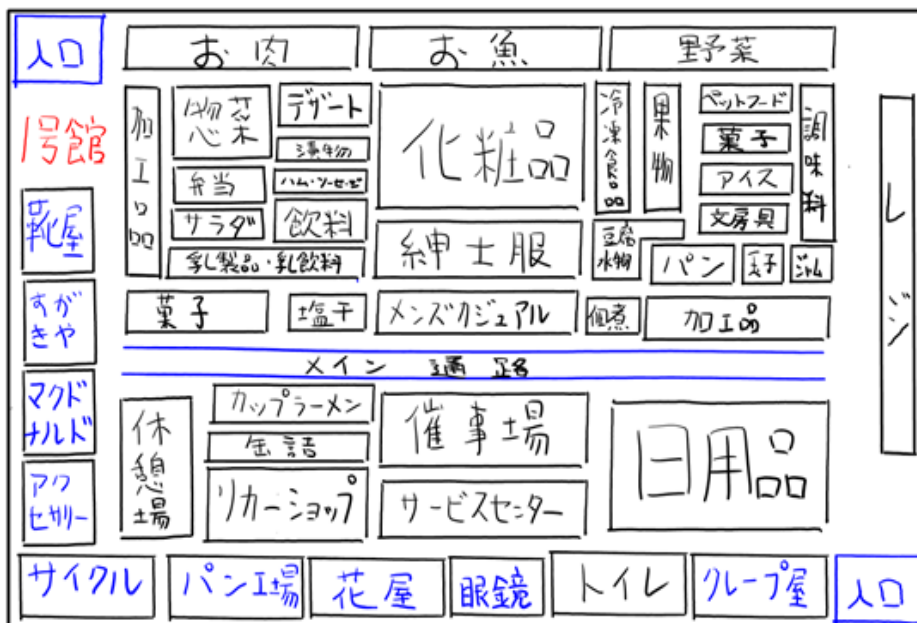 入口
お肉
お魚
野菜
1号館
加工品
惣菜
デザート
漬物
弁当
ハム・ソーセージ
サラダ
飲料
乳製品・乳飲料
化粧品
紳士服
冷凍食品
果物
ペットフード
菓子
アイス
文房具
調味料
豆腐
水物
パン
菓子
ジャム
レジ
靴屋
すが
きや
マクド
ナルド
アク
セサリー
菓子
塩干
メンズカジュアル
佃煮
加工品
メイン通路
休憩場
カップラーメン
缶詰
リカーショップ
催事場
サービスセンター
日用品
サイクル
パン工場
花屋
眼鏡
トイレ
クレープ屋
入口